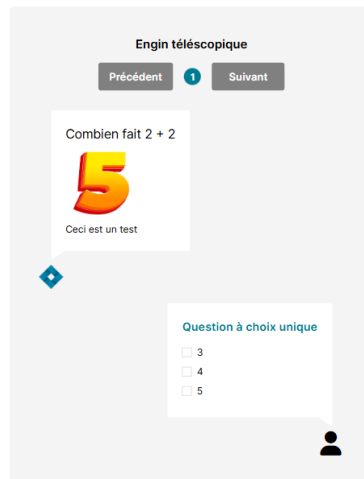 Engin téléscopique
Précédent 1 Suivant
Combien fait 2 + 2
5
Ceci est un test
Question à choix unique
3
4
5